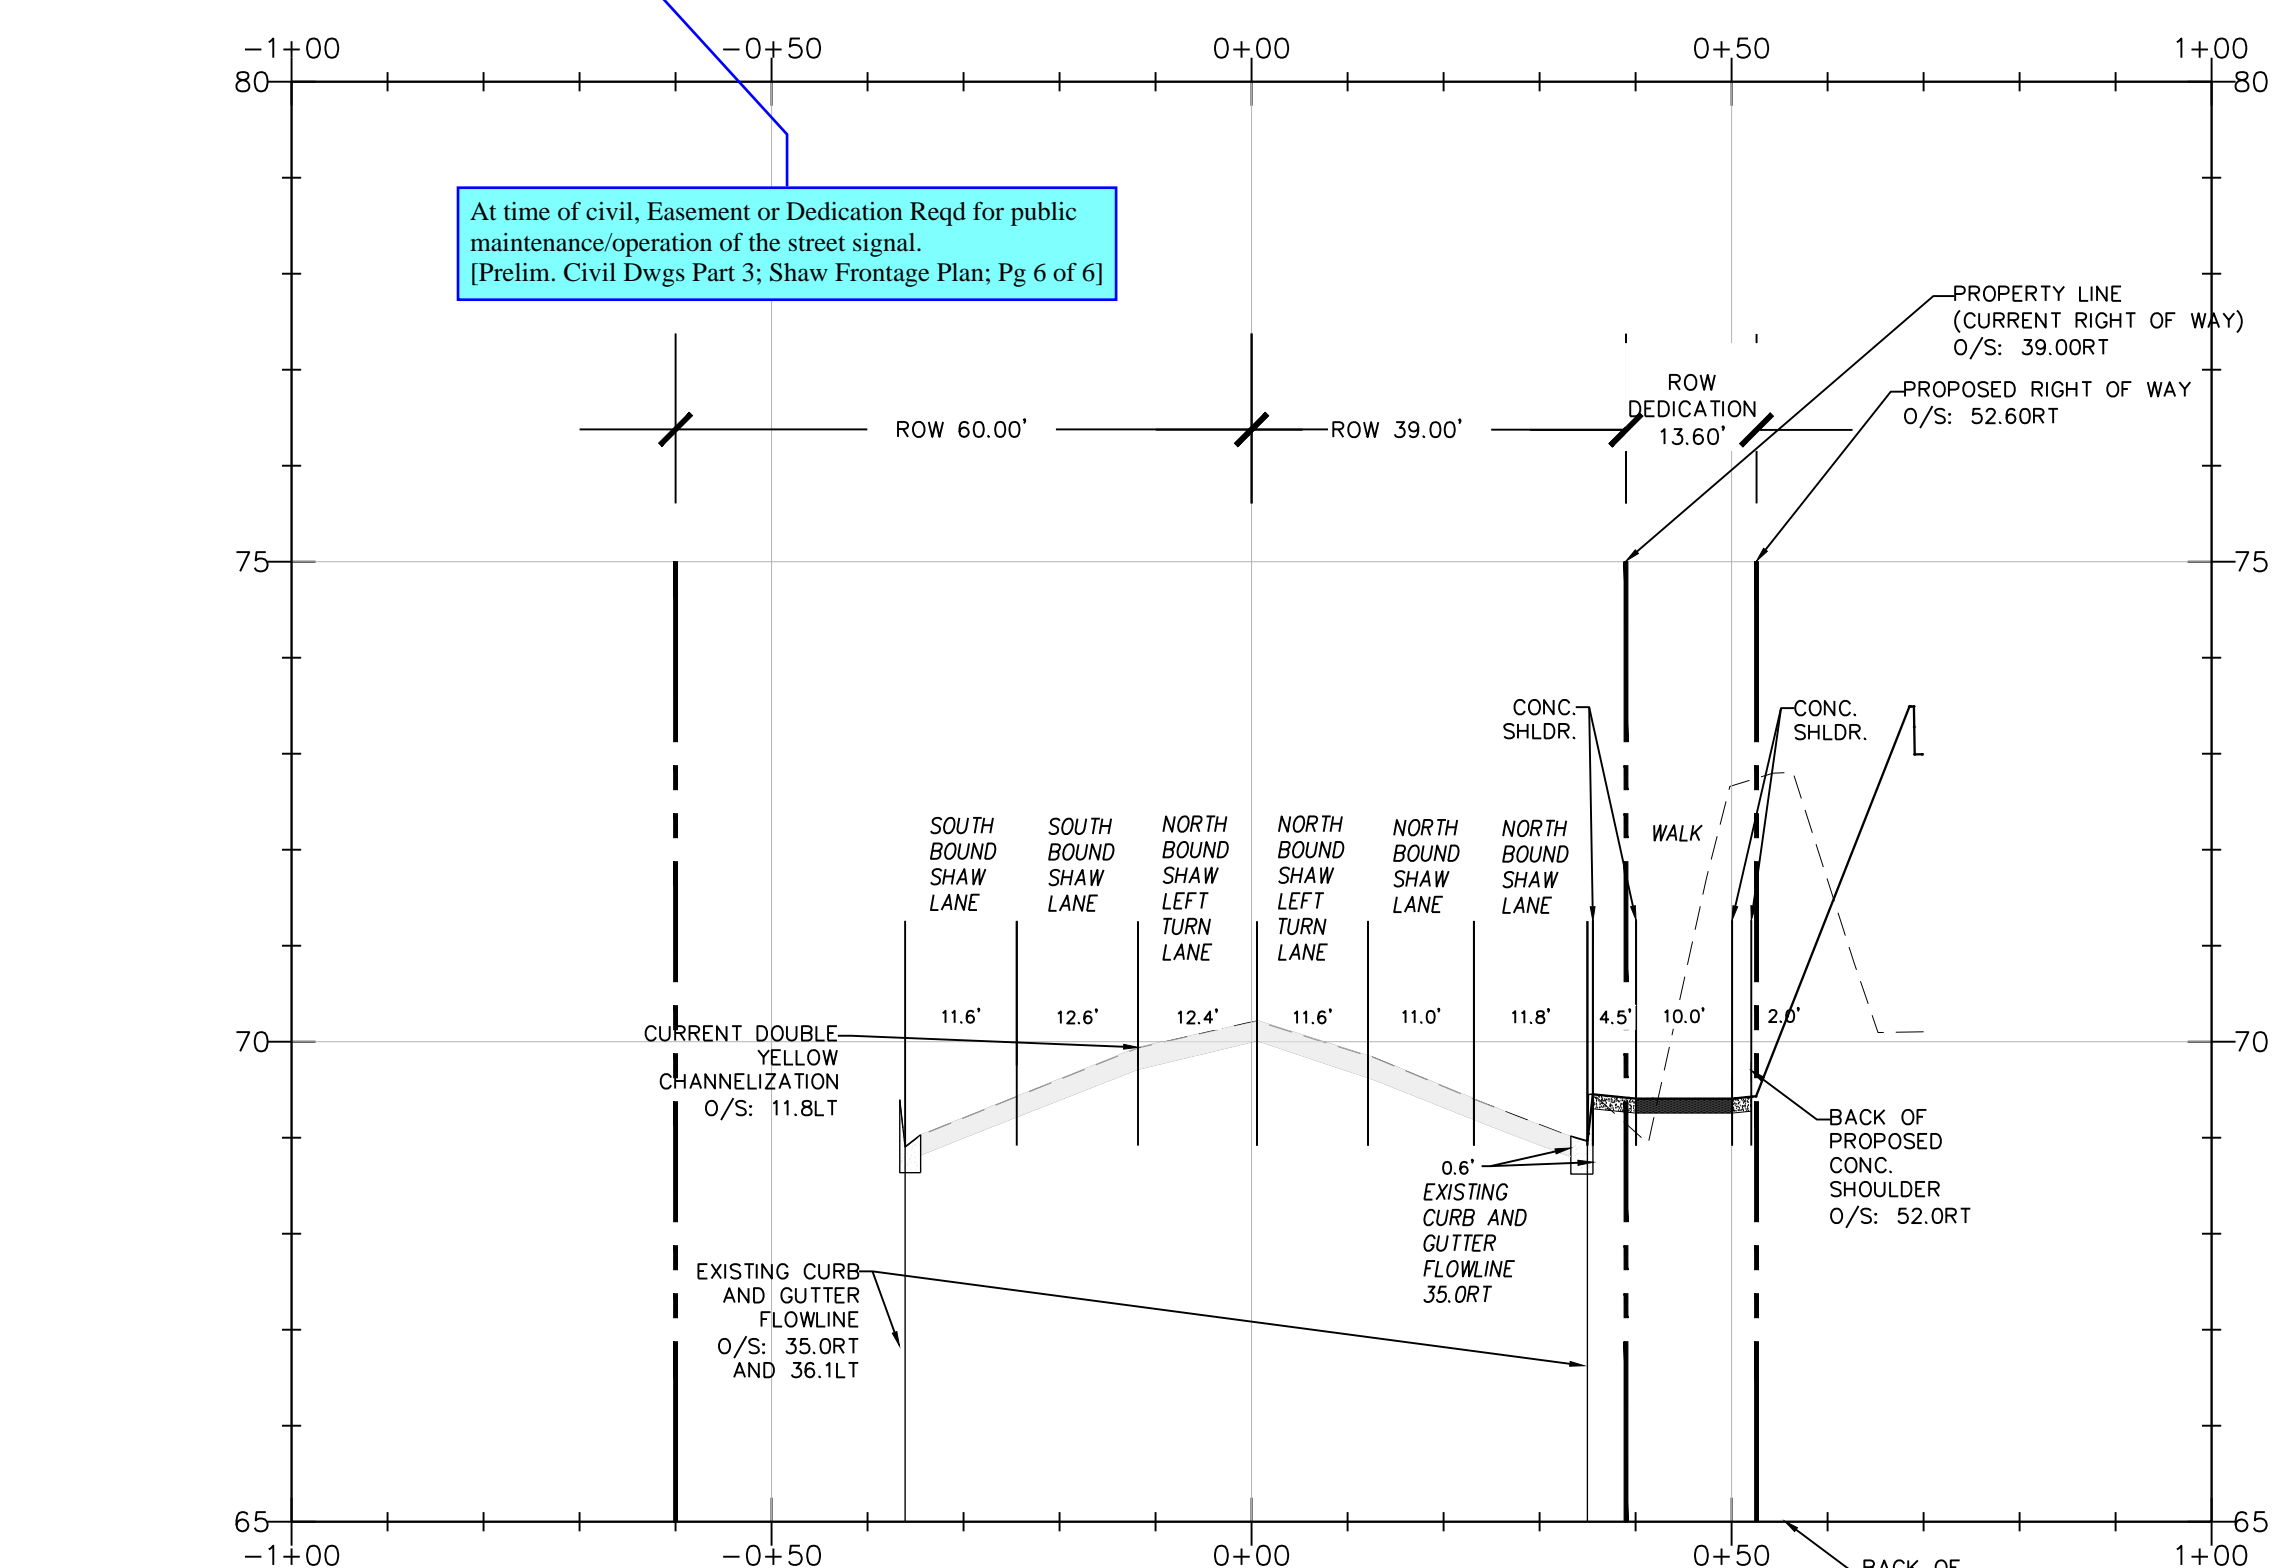 -1+00
-0+50
0+00
0+50
1+00
80
80
At time of civil, Easement or Dedication Reqd for public
maintenance/operation of the street signal.
[Prelim. Civil Dwgs Part 3; Shaw Frontage Plan; Pg 6 of 6]
PROPERTY LINE
(CURRENT RIGHT OF WAY)
O/S: 39.00RT
PROPOSED RIGHT OF WAY
O/S: 52.60RT
ROW 60.00'
ROW 39.00'
ROW
DEDICATION
13.60'
75
75
CONC.
SHLDR.
CONC.
SHLDR.
SOUTH
BOUND
SHAW
LANE
SOUTH
BOUND
SHAW
LANE
NORTH
BOUND
SHAW
LEFT
TURN
LANE
NORTH
BOUND
SHAW
LEFT
TURN
LANE
NORTH
BOUND
SHAW
LANE
NORTH
BOUND
SHAW
LANE
WALK
11.6'
12.6'
12.4'
11.6'
11.0'
11.8'
4.5'
10.0'
2.0'
70
70
CURRENT DOUBLE
YELLOW
CHANNELIZATION
O/S: 11.8LT
BACK OF
PROPOSED
CONC.
SHOULDER
O/S: 52.0RT
0.6'
EXISTING
CURB AND
GUTTER
FLOWLINE
35.0RT
EXISTING CURB
AND GUTTER
FLOWLINE
O/S: 35.0RT
AND 36.1LT
65
65
-1+00
-0+50
0+00
0+50
1+00
BACK OF